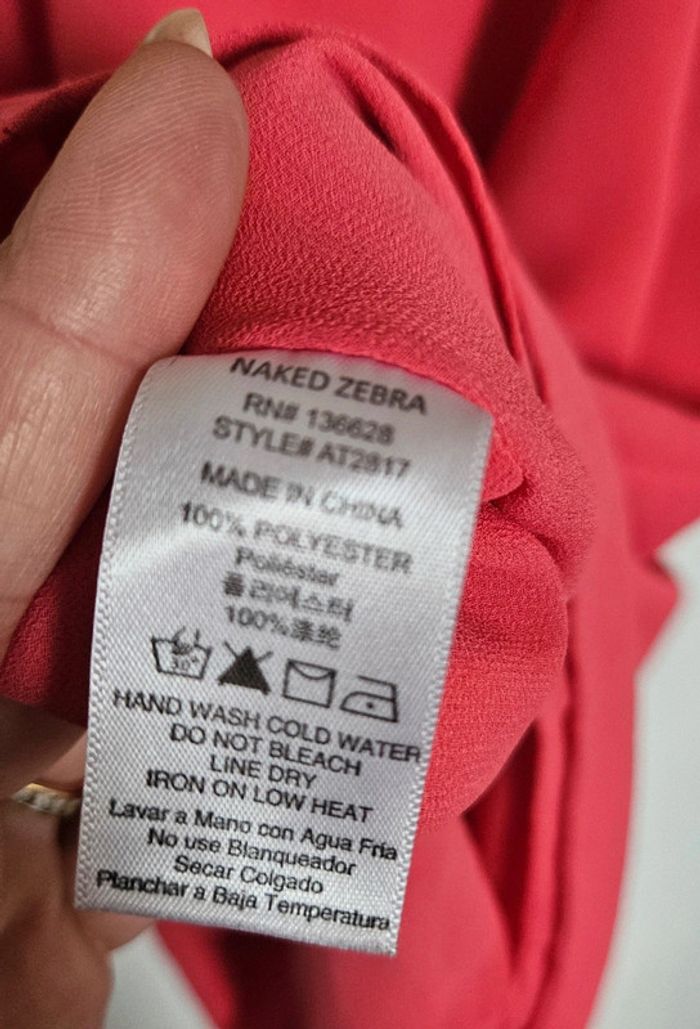 NAKED ZEBRA
RN# 136628
STYLE# AT2817
MADE IN CHINA
100% POLYESTER
Poliéster
폴리에스터
100%涤纶
30°
HAND WASH COLD WATER
DO NOT BLEACH
LINE DRY
IRON ON LOW HEAT
Lavar a Mano con Agua Fria
No use Blanqueador
Secar Colgado
Planchar a Baja Temperatura